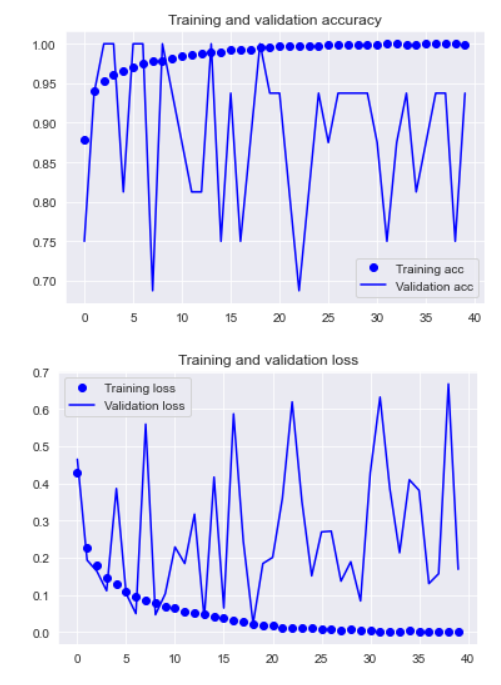 Training and validation accuracy
1.00
0.95
0.90
0.85
0.80
0.75
0.70
Training acc
Validation acc
0 5 10 15 20 25 30 35 40
Training and validation loss
0.7
0.6
0.5
0.4
0.3
0.2
0.1
0.0
Training loss
Validation loss
0 5 10 15 20 25 30 35 40